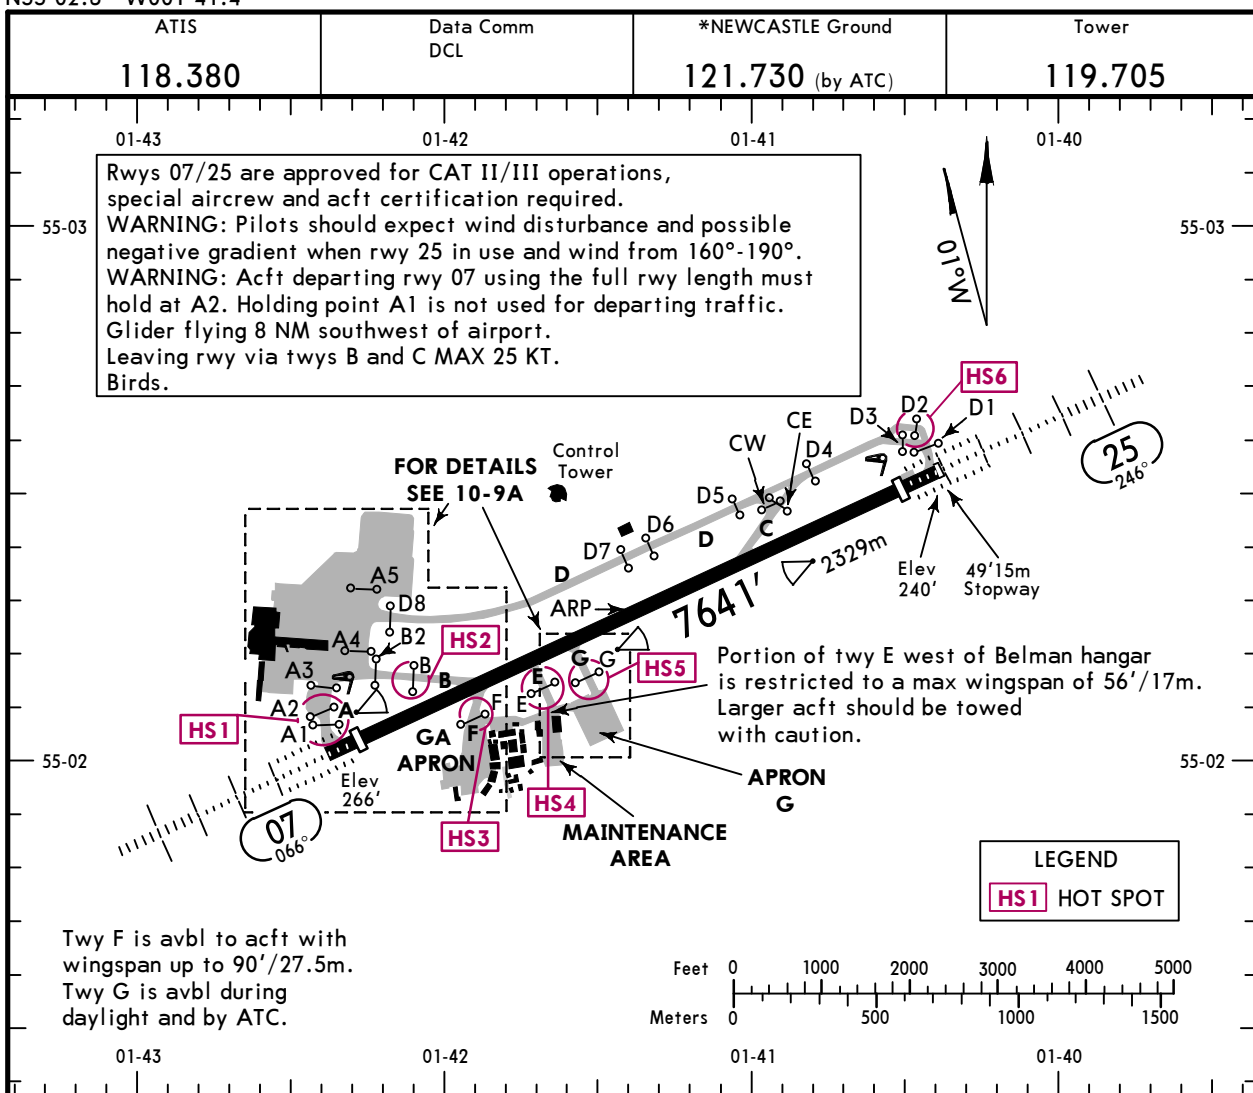 ATIS
118.380
Data Comm
DCL
*NEWCASTLE Ground
121.730 (by ATC)
Tower
119.705
01-43
01-42
01-41
01-40
Rwys 07/25 are approved for CAT II/III operations,
special aircrew and acft certification required.
WARNING: Pilots should expect wind disturbance and possible
negative gradient when rwy 25 in use and wind from 160°-190°.
WARNING: Acft departing rwy 07 using the full rwy length must
hold at A2. Holding point A1 is not used for departing traffic.
Glider flying 8 NM southwest of airport.
Leaving rwy via twys B and C MAX 25 KT.
Birds.
55-03
55-03
01°W
HS6
D3
D2
D1
CE
CW
D4
25
246°
FOR DETAILS
SEE 10-9A
Control
Tower
D5
D6
D
C
D7
D
2329m
7641'
Elev
240'
49'15m
Stopway
ARP
A5
D8
A4
B2
HS2
A3
B
B
G
G
HS5
E
E
A2
A
A1
HS1
F
F
Portion of twy E west of Belman hangar
is restricted to a max wingspan of 56'/17m.
Larger acft should be towed
with caution.
GA
APRON
55-02
55-02
Elev
266'
07
066°
HS3
HS4
APRON
G
MAINTENANCE
AREA
LEGEND
HS1 HOT SPOT
Twy F is avbl to acft with
wingspan up to 90'/27.5m.
Twy G is avbl during
daylight and by ATC.
Feet 0 1000 2000 3000 4000 5000
Meters 0 500 1000 1500
01-43
01-42
01-41
01-40